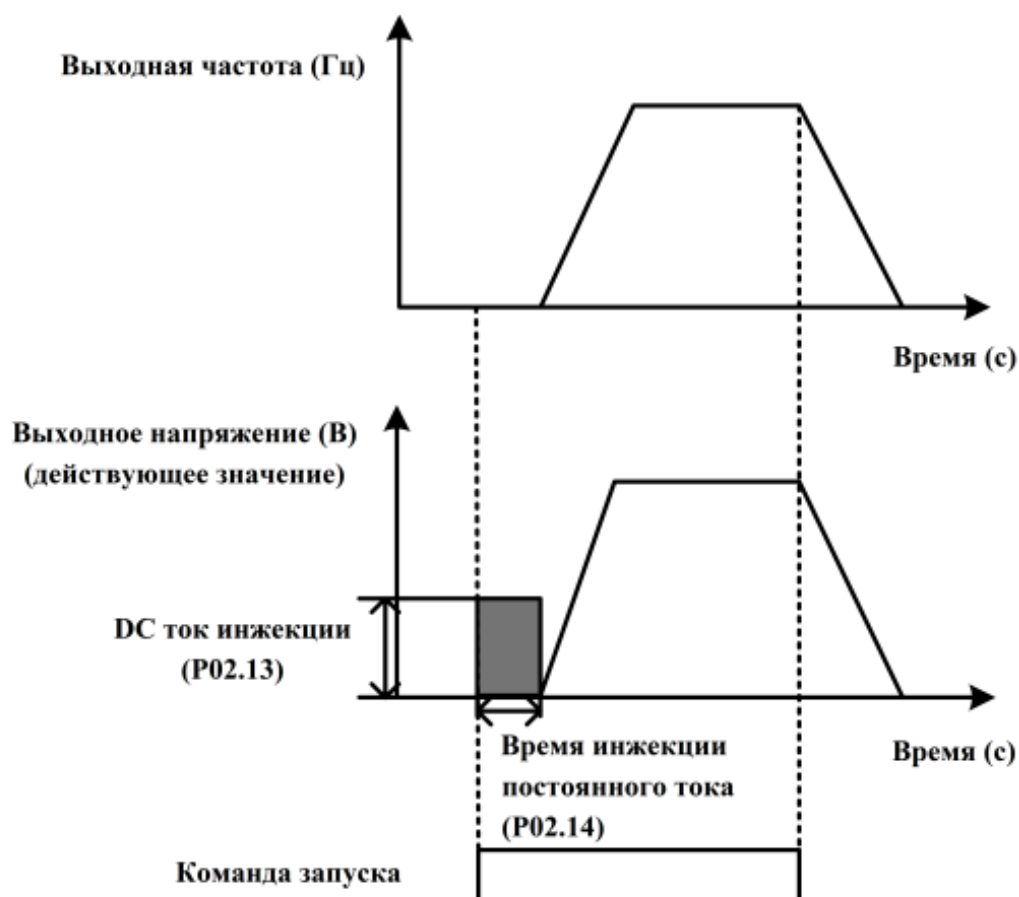 Выходная частота (Гц)
Время (с)
Выходное напряжение (В)
(действующее значение)
DC ток инжекции
(P02.13)
Время (с)
Время инжекции
постоянного тока
(P02.14)
Команда запуска